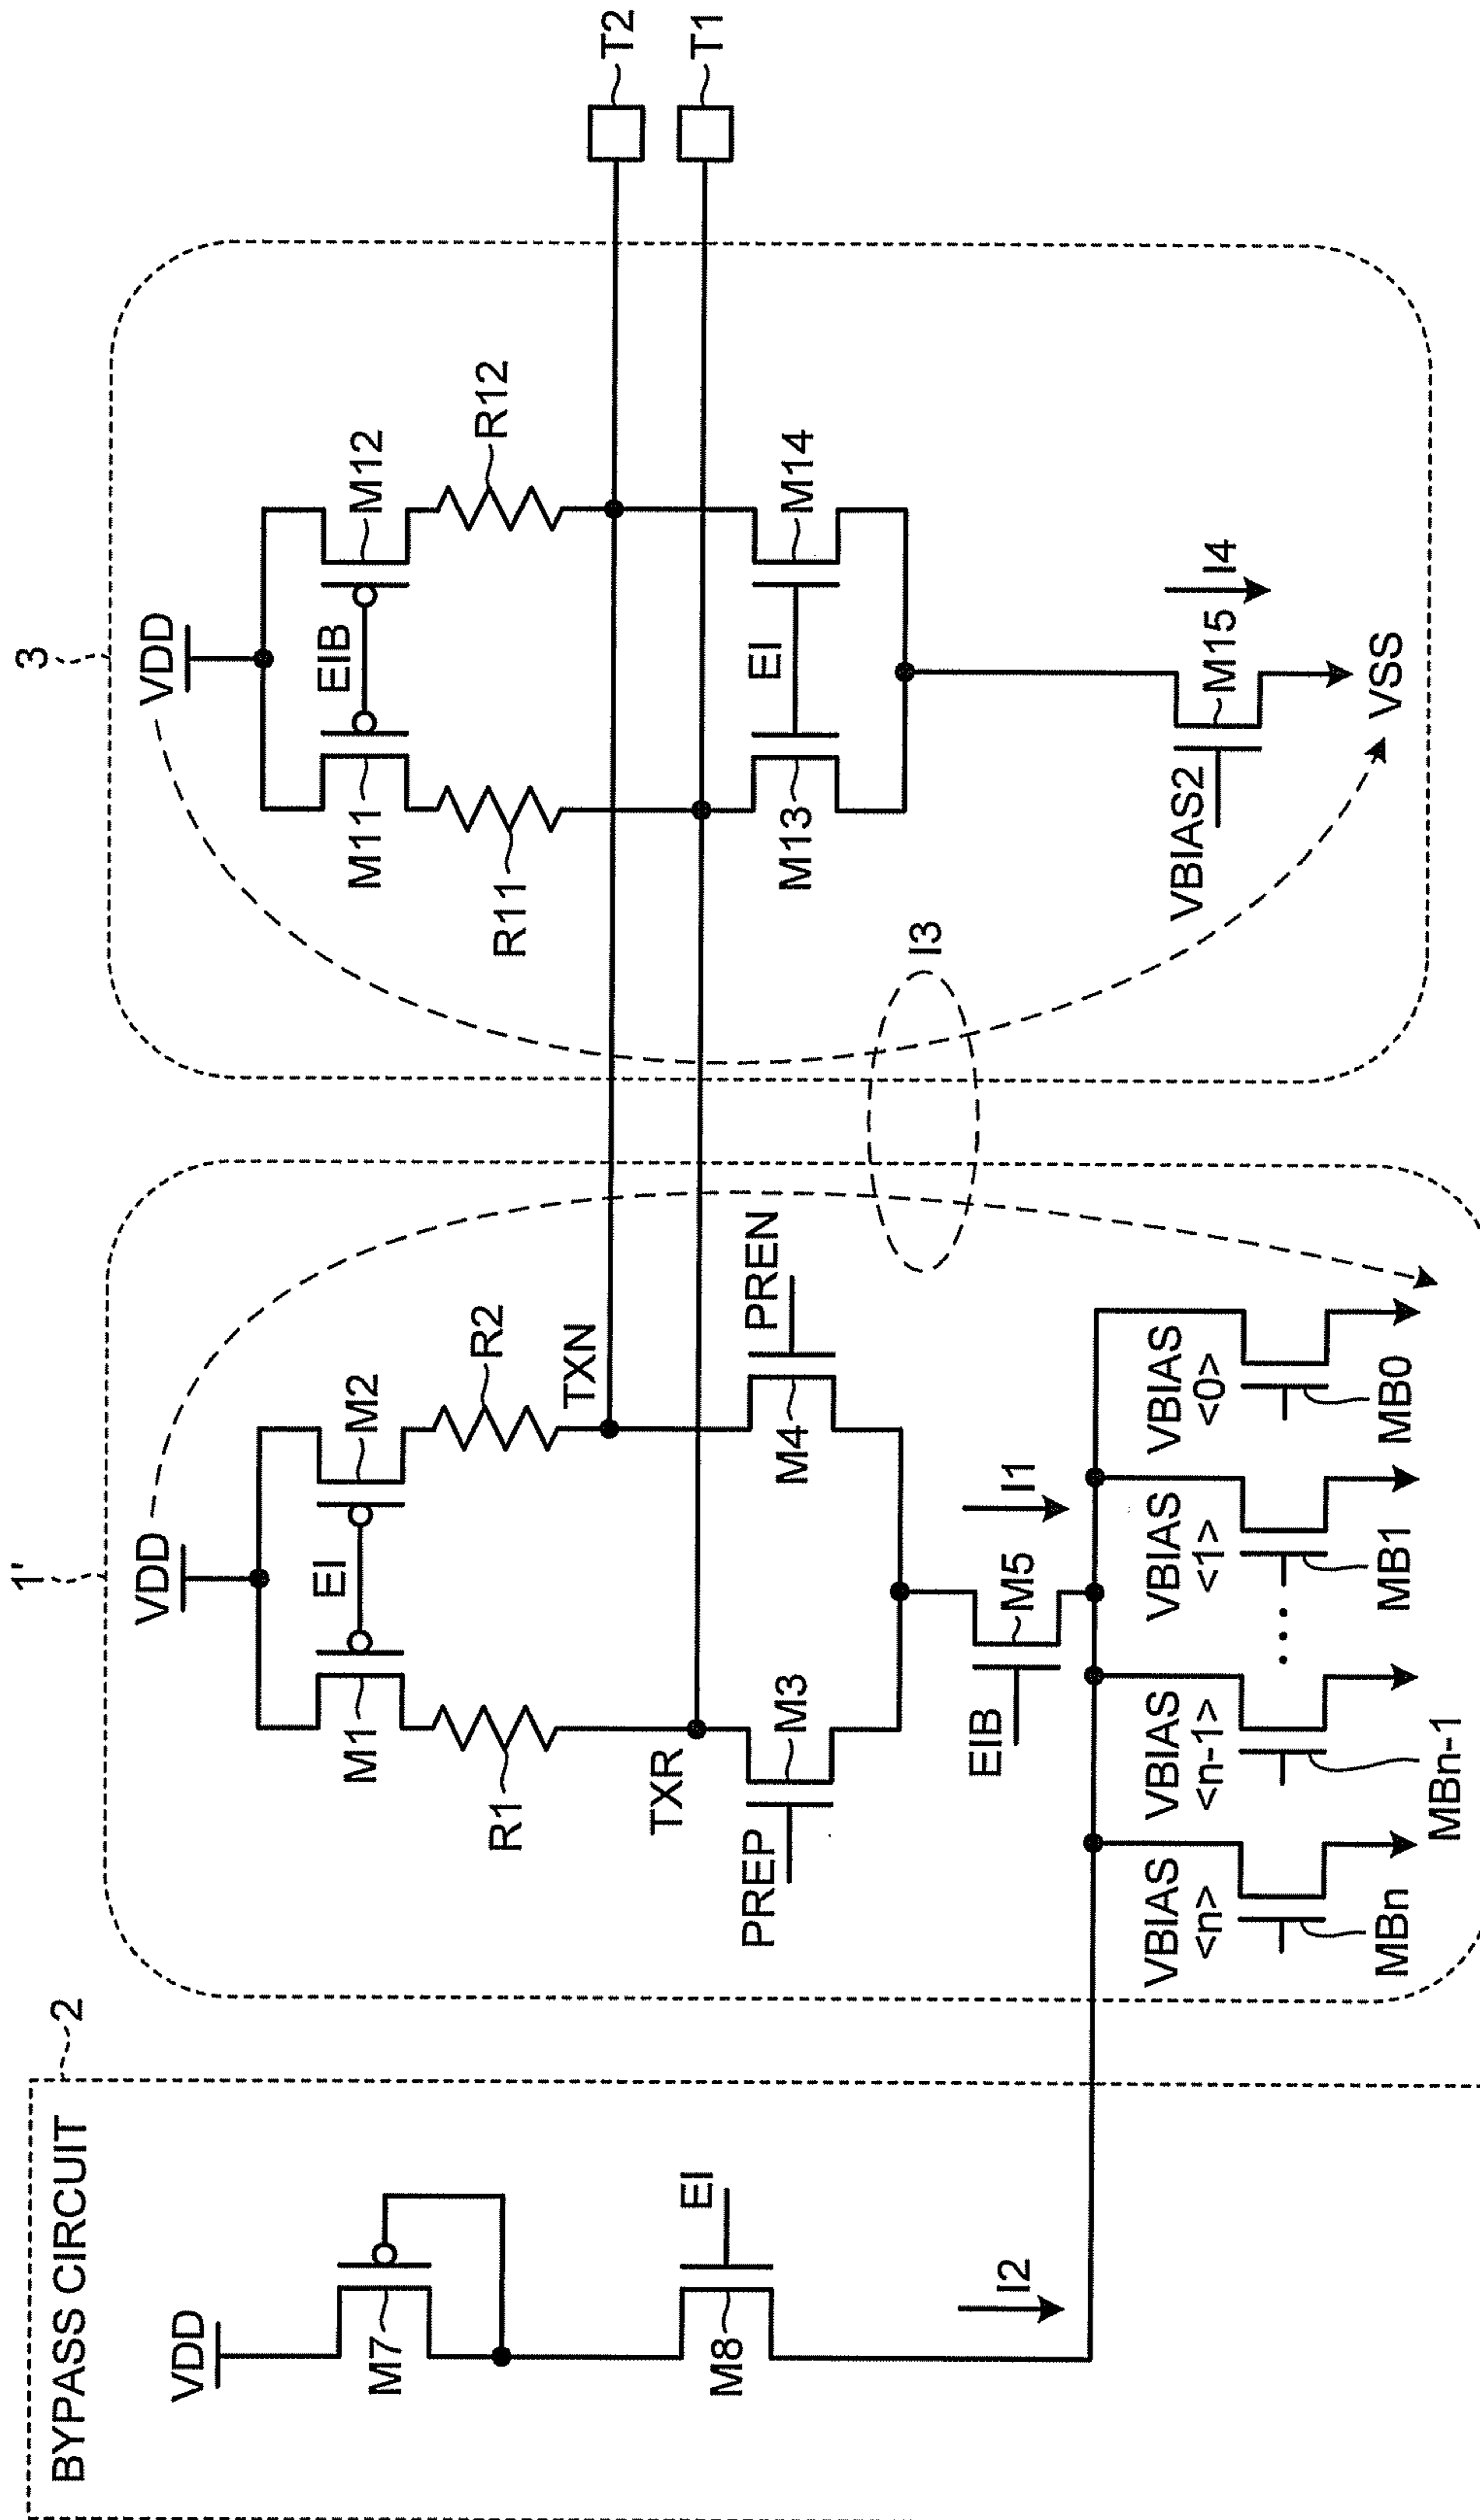 BYPASS CIRCUIT
2
VDD
M7
M8
EI
I2
1'
VDD
M1
EI
M2
R1
R2
TXR
TXN
PREP
M3
M4
PREN
EIB
M5
I1
VBIAS
<n>
VBIAS
<n-1>
VBIAS
<1>
VBIAS
<0>
MBn
MBn-1
MB1
MB0
I3
3
VDD
M11
EIB
M12
R11
R12
M13
EI
M14
VBIAS2
M15
I4
VSS
T2
T1